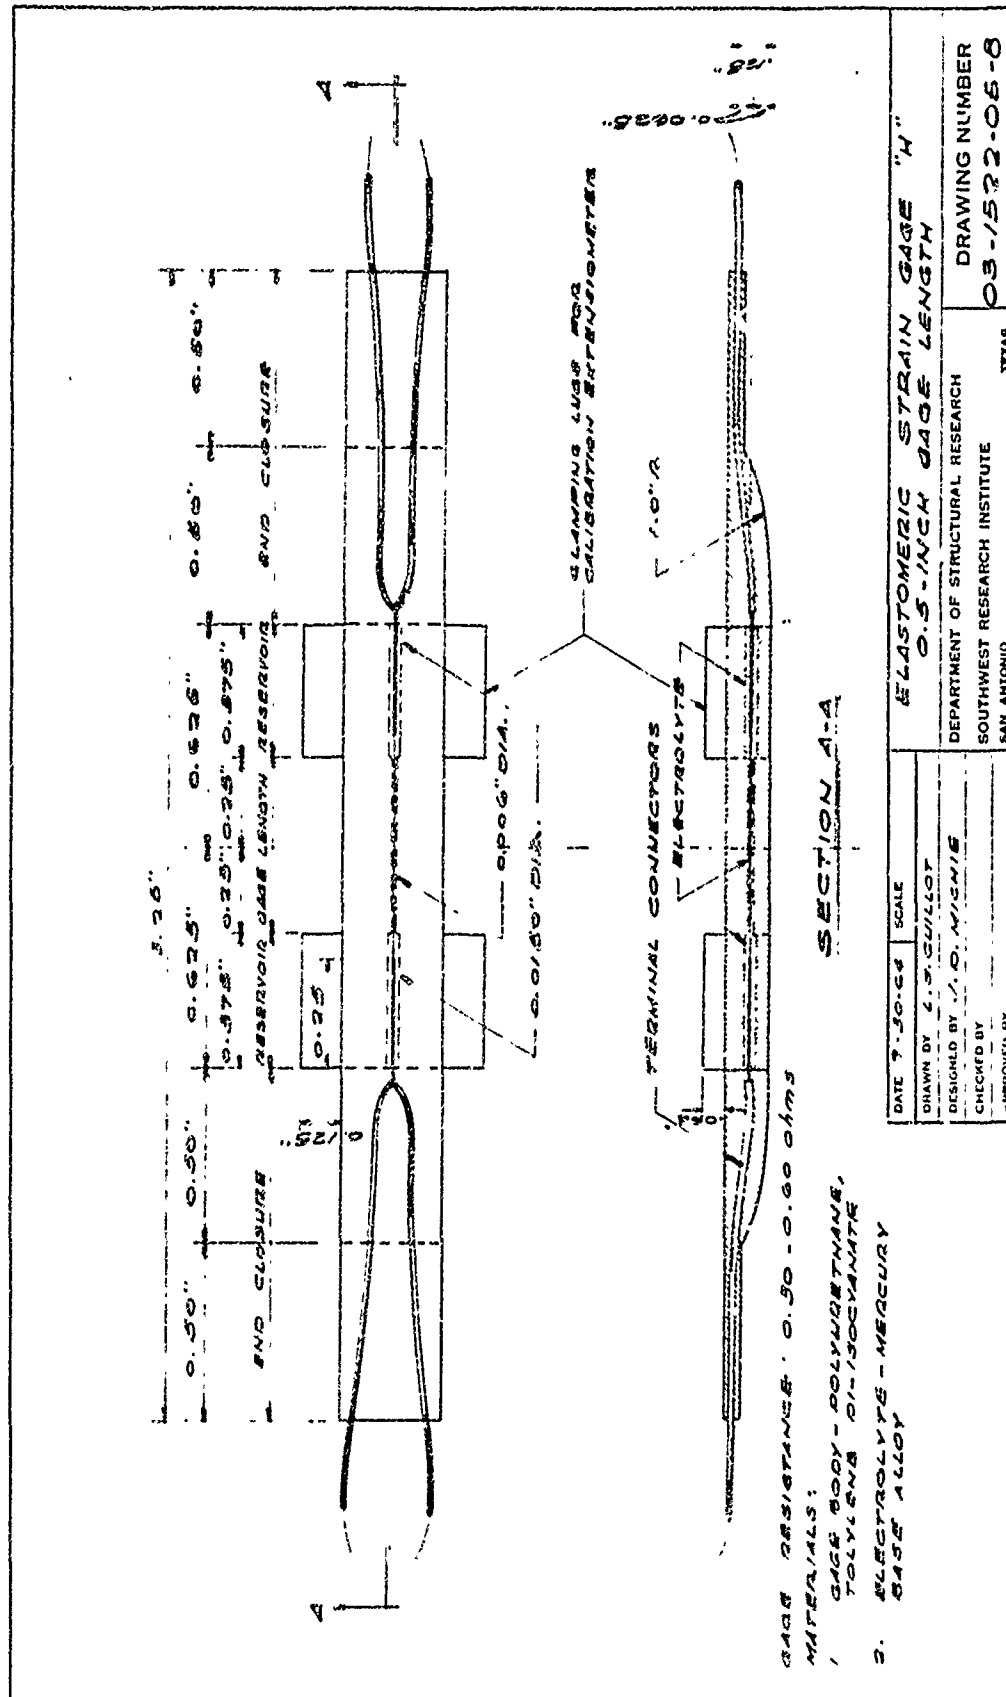 3.25"
0.50" 0.50" 0.625" 0.625" 0.50" 0.50"
0.375" 0.25" 0.25" 0.375"
END CLOSURE RESERVOIR GAGE LENGTH RESERVOIR END CLOSURE
A
A
0.125"
0.25
0.006" DIA.
0.0150" DIA.
CLAMPING LUGS FOR
CALIBRATION EXTENSIOMETER
0.0625"
.125"
TERMINAL CONNECTORS
ELECTROLYTE
1.0" R
SECTION A-A
GAGE RESISTANCE: 0.50 - 0.60 ohms
MATERIALS:
1 GAGE BODY - POLYURETHANE,
TOLYLENE DI-ISOCYANATE
2. ELECTROLYTE - MERCURY
BASE ALLOY
DATE 7-30-64 SCALE
DRAWN BY L.S. GUILLOT
DESIGNED BY J.D. MICHIE
CHECKED BY
APPROVED BY
ELASTOMERIC STRAIN GAGE "H"
0.5-INCH GAGE LENGTH
DEPARTMENT OF STRUCTURAL RESEARCH
SOUTHWEST RESEARCH INSTITUTE
SAN ANTONIO TEXAS
DRAWING NUMBER
03-1522-05-8